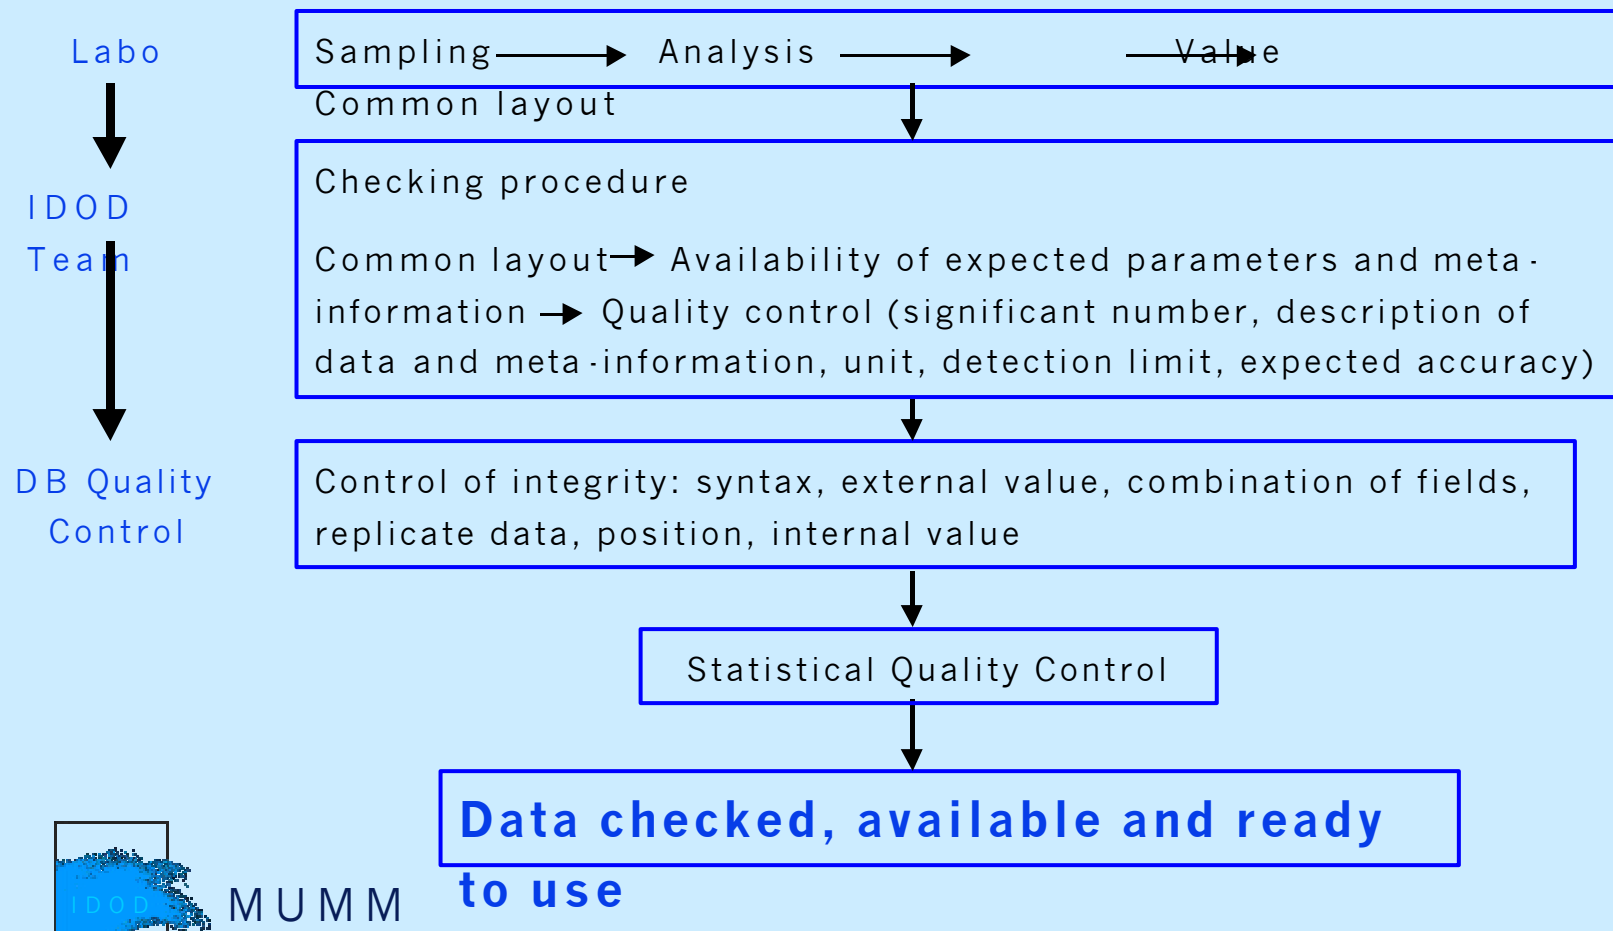 Labo
Sampling Analysis Value
Common layout
IDOD
Team
Checking procedure
Common layout Availability of expected parameters and meta-
information Quality control (significant number, description of
data and meta-information, unit, detection limit, expected accuracy)
DB Quality
Control
Control of integrity: syntax, external value, combination of fields,
replicate data, position, internal value
Statistical Quality Control
Data checked, available and ready
to use
IDOD
MUMM